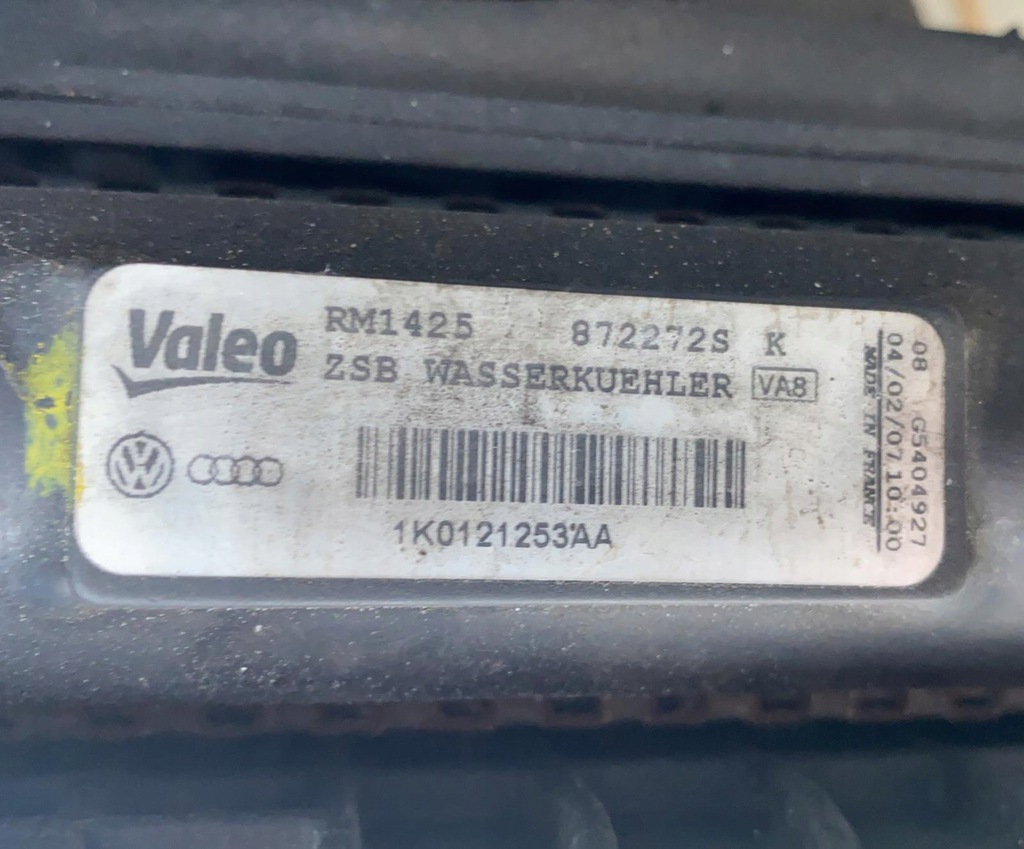 Valeo
RM1425 872272S K
ZSB WASSERKUEHLER VA8
1K0121253AA
08 G5404927
04/02/07 10:00
MADE IN FRANCE